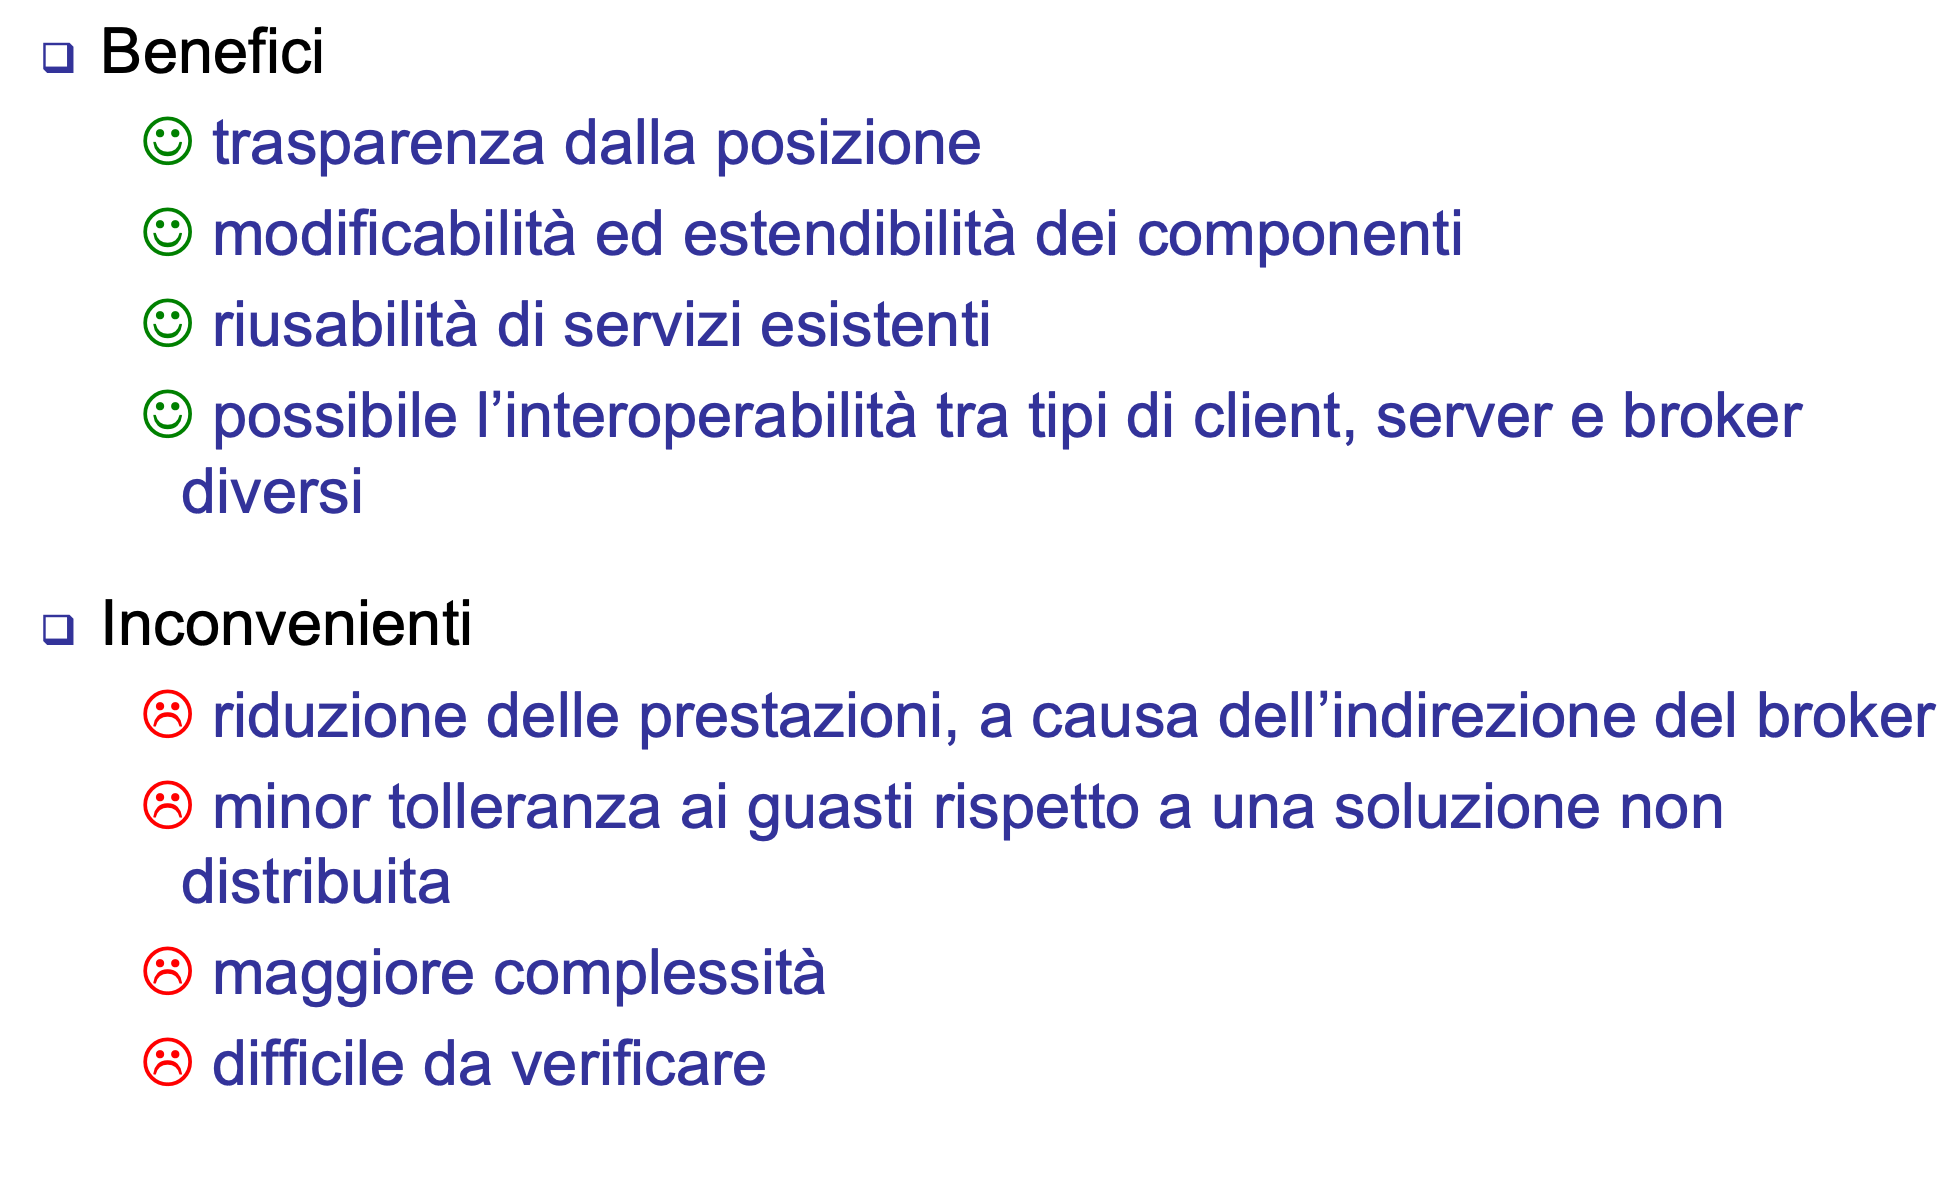 Benefici
trasparenza dalla posizione
modificabilità ed estendibilità dei componenti
riusabilità di servizi esistenti
possibile l’interoperabilità tra tipi di client, server e broker
diversi
Inconvenienti
riduzione delle prestazioni, a causa dell’indirezione del broker
minor tolleranza ai guasti rispetto a una soluzione non
distribuita
maggiore complessità
difficile da verificare